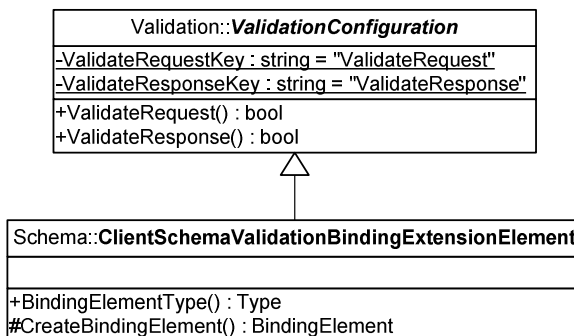 Validation::ValidationConfiguration
-ValidateRequestKey : string = "ValidateRequest"
-ValidateResponseKey : string = "ValidateResponse"
+ValidateRequest() : bool
+ValidateResponse() : bool
Schema::ClientSchemaValidationBindingExtensionElement
+BindingElementType() : Type
#CreateBindingElement() : BindingElement